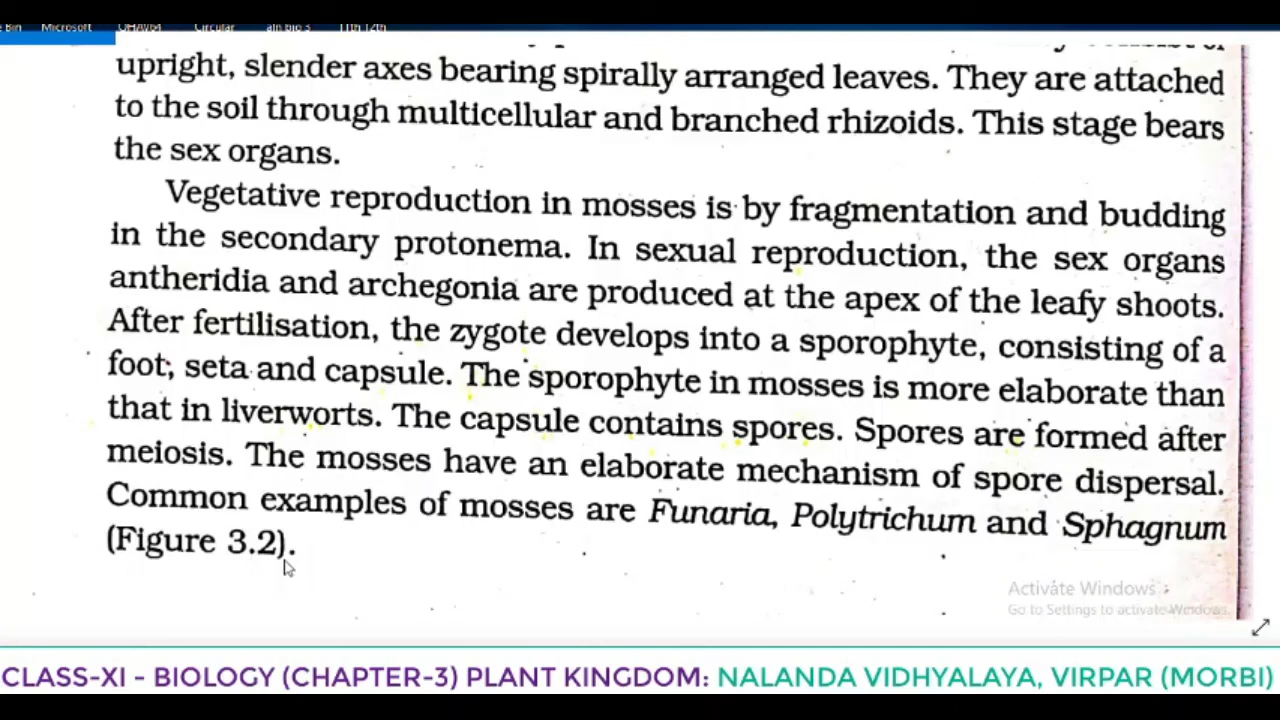 Bin Microsoft Circular 11th 12th
upright, slender axes bearing spirally arranged leaves. They are attached
to the soil through multicellular and branched rhizoids. This stage bears
the sex organs.
Vegetative reproduction in mosses is by fragmentation and budding
in the secondary protonema. In sexual reproduction, the sex organs
antheridia and archegonia are produced at the apex of the leafy shoots.
After fertilisation, the zygote develops into a sporophyte, consisting of a
foot, seta and capsule. The sporophyte in mosses is more elaborate than
that in liverworts. The capsule contains spores. Spores are formed after
meiosis. The mosses have an elaborate mechanism of spore dispersal.
Common examples of mosses are Funaria, Polytrichum and Sphagnum
(Figure 3.2).
Activate Windows
Go to Settings to activate Windows.
CLASS-XI - BIOLOGY (CHAPTER-3) PLANT KINGDOM: NALANDA VIDHYALAYA, VIRPAR (MORBI)